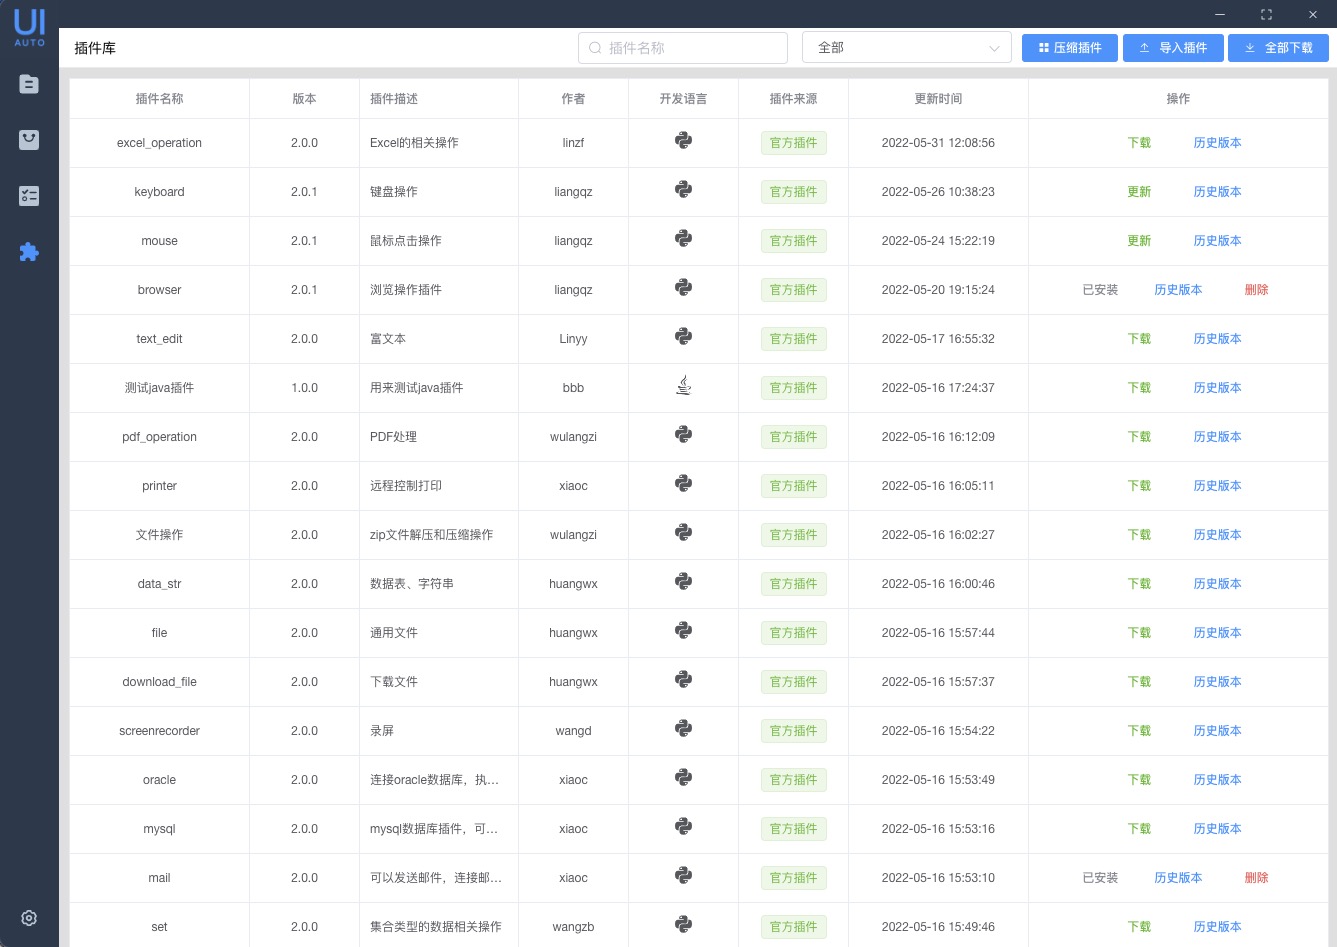 UI
AUTO
插件库
插件名称
全部
压缩插件
导入插件
全部下载
插件名称 版本 插件描述 作者 开发语言 插件来源 更新时间 操作
excel_operation 2.0.0 Excel的相关操作 linzf 官方插件 2022-05-31 12:08:56 下载 历史版本
keyboard 2.0.1 键盘操作 liangqz 官方插件 2022-05-26 10:38:23 更新 历史版本
mouse 2.0.1 鼠标点击操作 liangqz 官方插件 2022-05-24 15:22:19 更新 历史版本
browser 2.0.1 浏览操作插件 liangqz 官方插件 2022-05-20 19:15:24 已安装 历史版本 删除
text_edit 2.0.0 富文本 Linyy 官方插件 2022-05-17 16:55:32 下载 历史版本
测试java插件 1.0.0 用来测试java插件 bbb 官方插件 2022-05-16 17:24:37 下载 历史版本
pdf_operation 2.0.0 PDF处理 wulangzi 官方插件 2022-05-16 16:12:09 下载 历史版本
printer 2.0.0 远程控制打印 xiaoc 官方插件 2022-05-16 16:05:11 下载 历史版本
文件操作 2.0.0 zip文件解压和压缩操作 wulangzi 官方插件 2022-05-16 16:02:27 下载 历史版本
data_str 2.0.0 数据表、字符串 huangwx 官方插件 2022-05-16 16:00:46 下载 历史版本
file 2.0.0 通用文件 huangwx 官方插件 2022-05-16 15:57:44 下载 历史版本
download_file 2.0.0 下载文件 huangwx 官方插件 2022-05-16 15:57:37 下载 历史版本
screenrecorder 2.0.0 录屏 wangd 官方插件 2022-05-16 15:54:22 下载 历史版本
oracle 2.0.0 连接oracle数据库，执... xiaoc 官方插件 2022-05-16 15:53:49 下载 历史版本
mysql 2.0.0 mysql数据库插件，可... xiaoc 官方插件 2022-05-16 15:53:16 下载 历史版本
mail 2.0.0 可以发送邮件，连接邮... xiaoc 官方插件 2022-05-16 15:53:10 已安装 历史版本 删除
set 2.0.0 集合类型的数据相关操作 wangzb 官方插件 2022-05-16 15:49:46 下载 历史版本